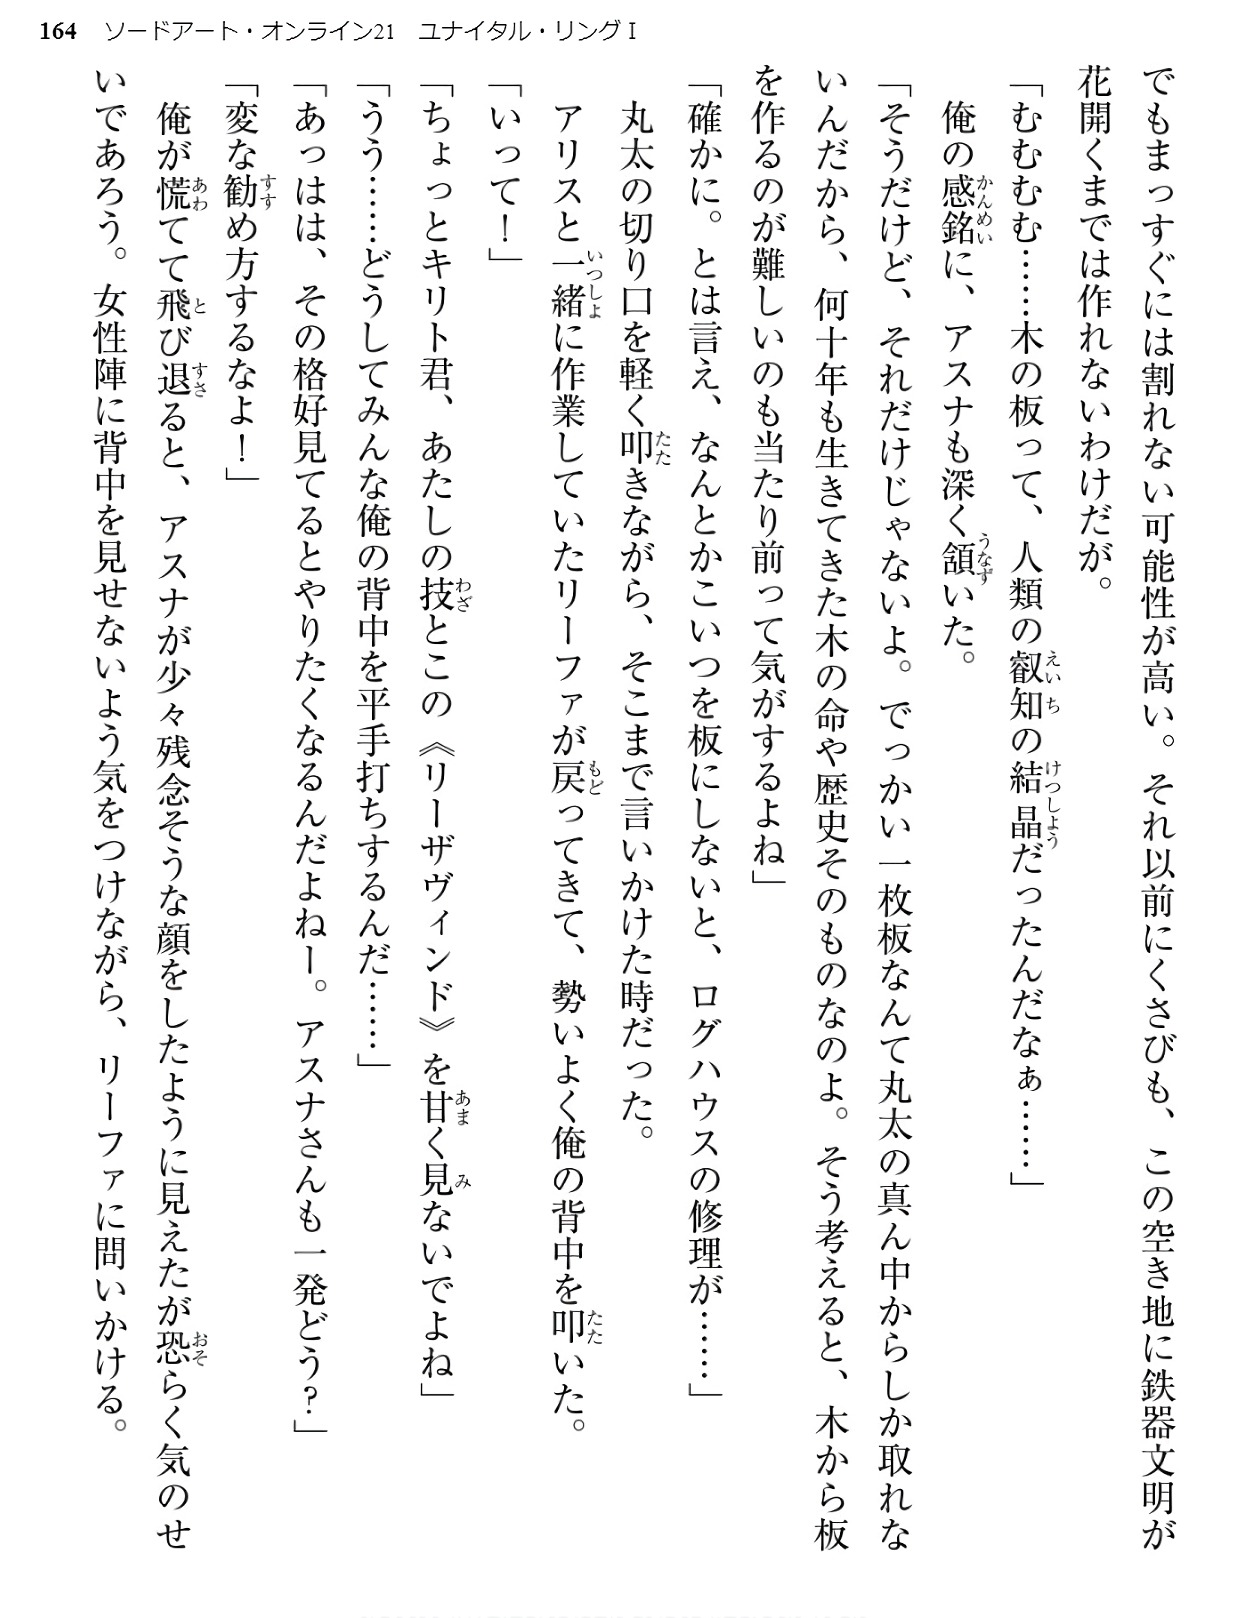 164 ソードアート・オンライン21 ユナイタル・リングⅠ
でもまっすぐには割れない可能性が高い。それ以前にくさびも、この空き地に鉄器文明が
花開くまでは作れないわけだが。
「むむむむ……木の板って、人類の叡知の結晶だったんだなぁ……」
俺の感銘に、アスナも深く頷いた。
「そうだけど、それだけじゃないよ。でっかい一枚板なんて丸太の真ん中からしか取れな
いんだから、何十年も生きてきた木の命や歴史そのものなのよ。そう考えると、木から板
を作るのが難しいのも当たり前って気がするよね」
「確かに。とは言え、なんとかこいつを板にしないと、ログハウスの修理が……」
丸太の切り口を軽く叩きながら、そこまで言いかけた時だった。
アリスと一緒に作業していたリーファが戻ってきて、勢いよく俺の背中を叩いた。
「いって！」
「ちょっとキリト君、あたしの技とこの《リーザヴィンド》を甘く見ないでよね」
「うう……どうしてみんな俺の背中を平手打ちするんだ……」
「あっはは、その格好見てるとやりたくなるんだよねー。アスナさんも一発どう？」
「変な勧め方するなよ！」
俺が慌てて飛び退ると、アスナが少々残念そうな顔をしたように見えたが恐らく気のせ
いであろう。女性陣に背中を見せないよう気をつけながら、リーファに問いかける。